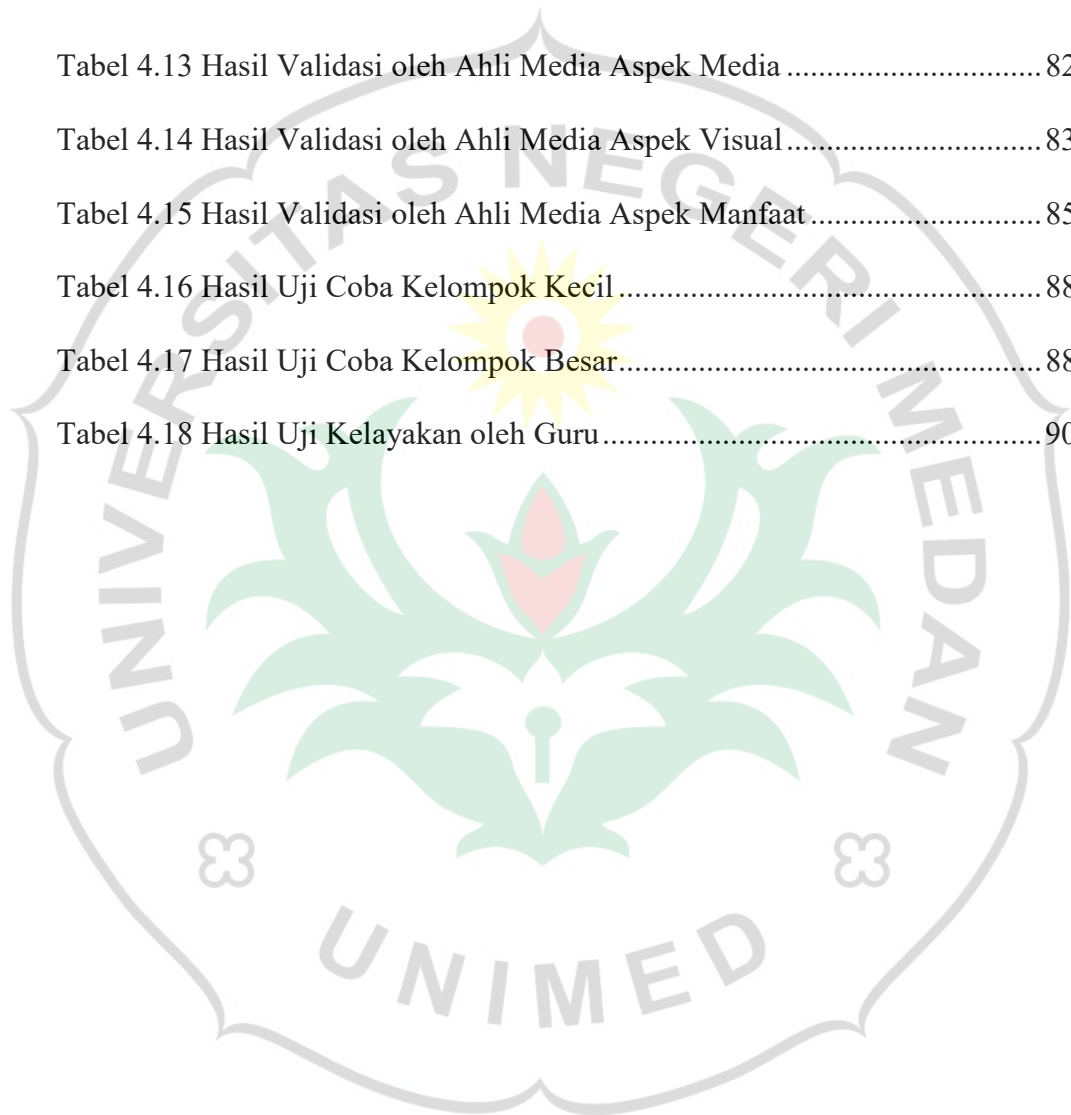 Tabel 4.13 Hasil Validasi oleh Ahli Media Aspek Media ............................... 82
Tabel 4.14 Hasil Validasi oleh Ahli Media Aspek Visual ............................... 83
Tabel 4.15 Hasil Validasi oleh Ahli Media Aspek Manfaat ............................ 85
Tabel 4.16 Hasil Uji Coba Kelompok Kecil ................................................... 88
Tabel 4.17 Hasil Uji Coba Kelompok Besar................................................... 88
Tabel 4.18 Hasil Uji Kelayakan oleh Guru ..................................................... 90
UNIVERSITAS NEGERI MEDAN
UNIMED